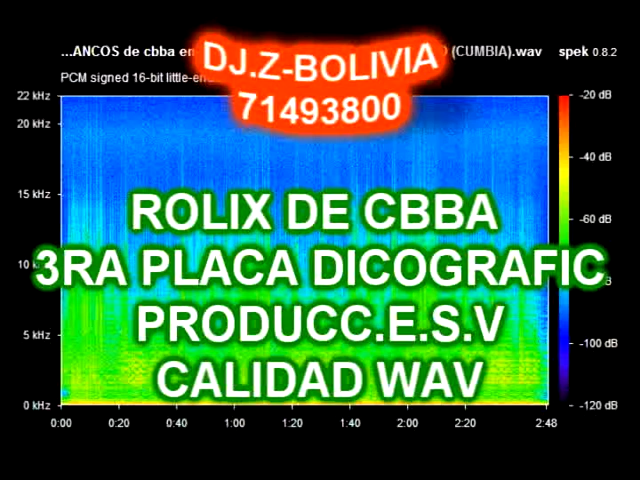 ...ANCOS de cbba en (CUMBIA).wav spek 0.8.2
DJ.Z-BOLIVIA
PCM signed 16-bit little-en
71493800
22 kHz
20 kHz
15 kHz
10
5 kHz
0 kHz
-20 dB
-40 dB
-60 dB
-100 dB
-120 dB
ROLIX DE CBBA
3RA PLACA DICOGRAFIC
PRODUCC.E.S.V
CALIDAD WAV
0:00 0:20 0:40 1:00 1:20 1:40 2:00 2:20 2:48